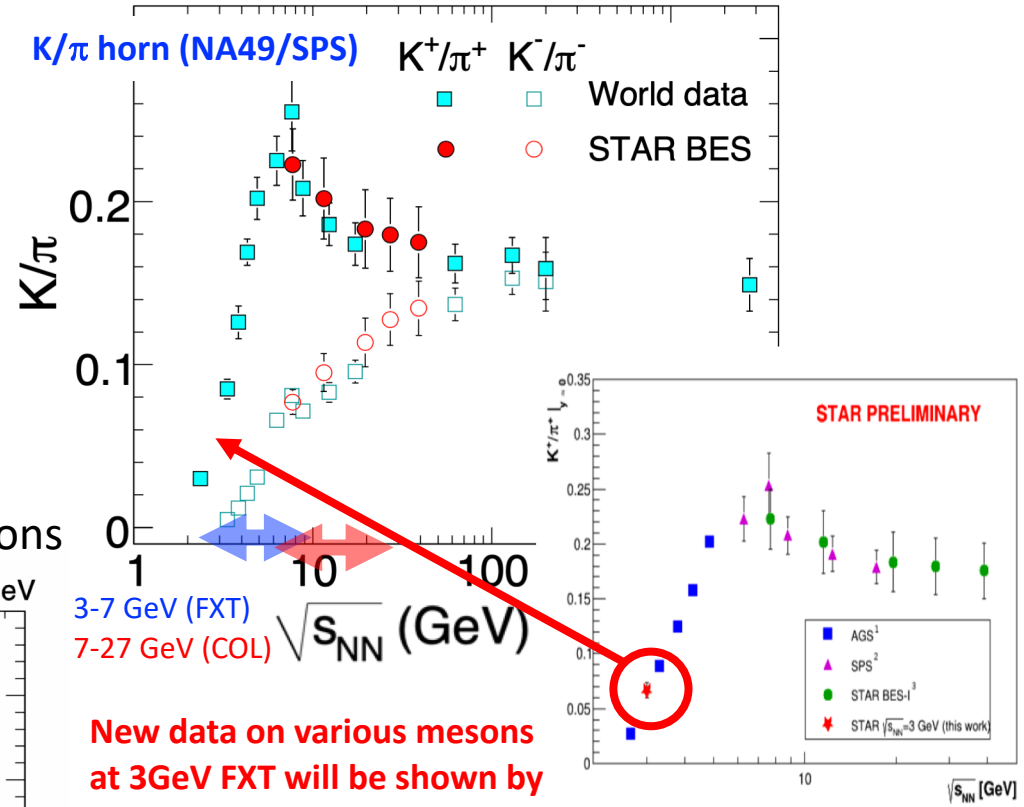 K/π horn (NA49/SPS)
K⁺/π⁺ K⁻/π⁻
World data
STAR BES
0.2
0.1
0
K/π
1 10 100
√sNN (GeV)
ons
eV
3-7 GeV (FXT)
7-27 GeV (COL)
New data on various mesons
at 3GeV FXT will be shown by
STAR PRELIMINARY
K⁺/π⁺ |y = 0
0.35
0.3
0.25
0.2
0.15
0.1
0.05
0
AGS¹
SPS²
STAR BES-I³
STAR √sNN=3 GeV (this work)
10
√sNN [GeV]